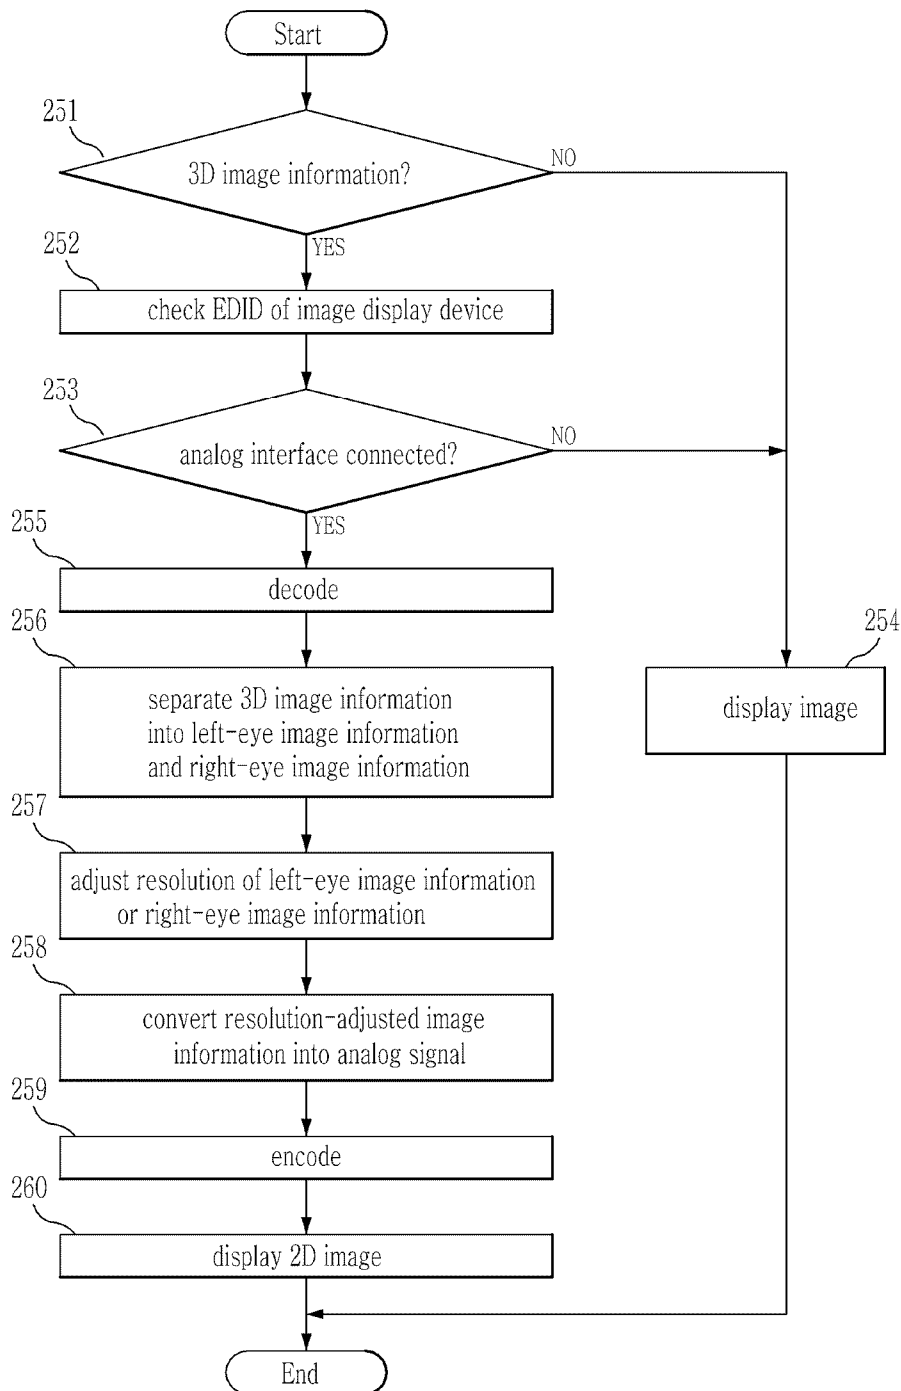 Start
251
3D image information?
NO
YES
252
check EDID of image display device
253
analog interface connected?
NO
YES
255
decode
256
254
separate 3D image information
into left-eye image information
and right-eye image information
display image
257
adjust resolution of left-eye image information
or right-eye image information
258
convert resolution-adjusted image
information into analog signal
259
encode
260
display 2D image
End